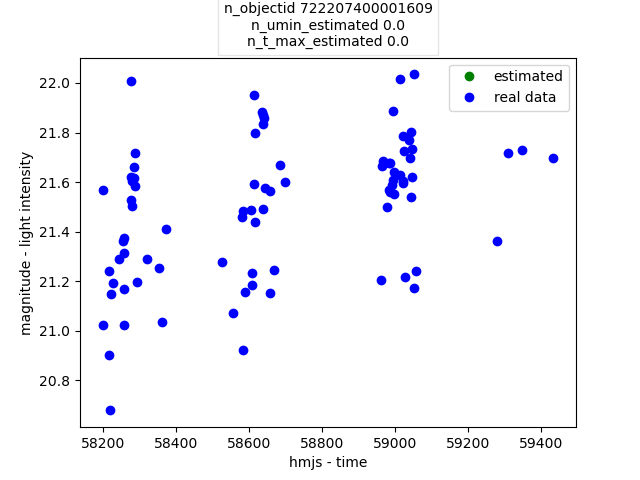 n_objectid 722207400001609
n_umin_estimated 0.0
n_t_max_estimated 0.0
22.0
21.8
21.6
21.4
21.2
21.0
20.8
magnitude - light intensity
estimated
real data
58200 58400 58600 58800 59000 59200 59400
hmjs - time